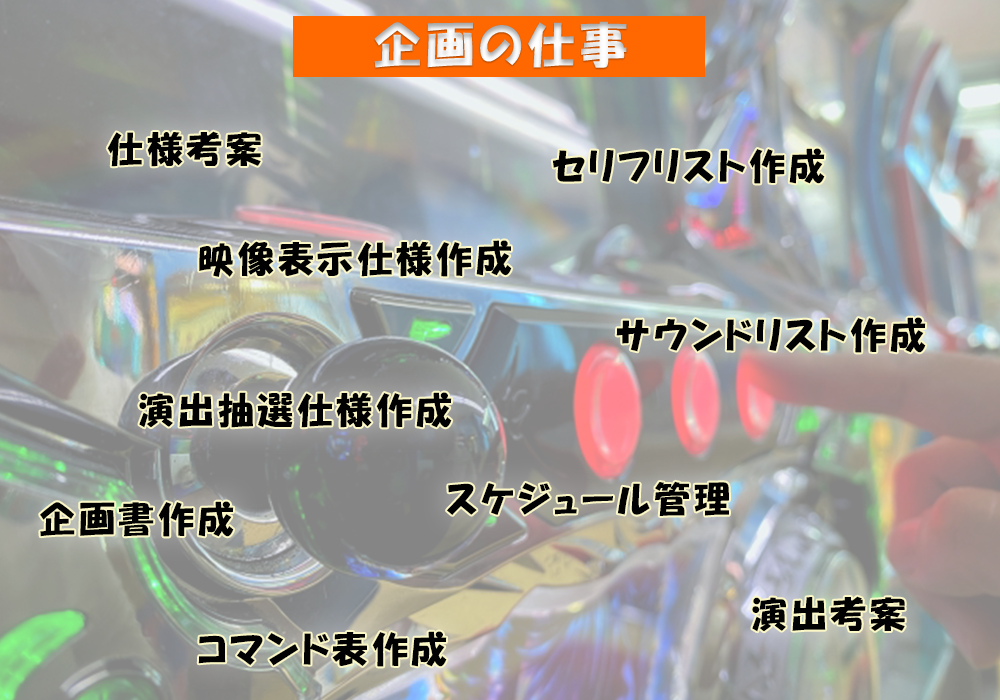 企画の仕事
仕様考案
セリフリスト作成
映像表示仕様作成
サウンドリスト作成
演出抽選仕様作成
スケジュール管理
企画書作成
演出考案
コマンド表作成